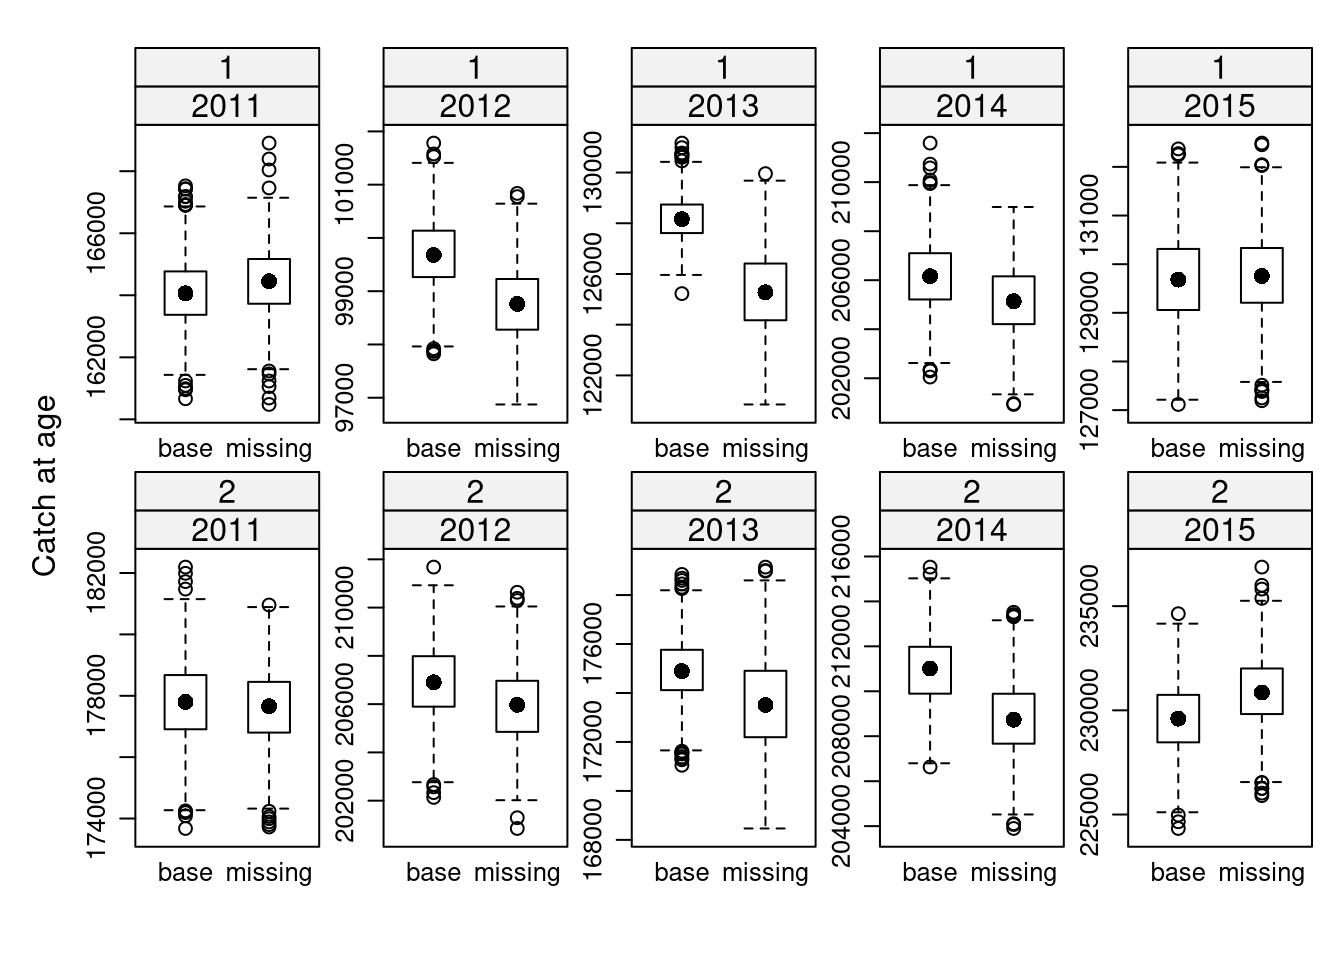 Catch at age
1 1 1 1 1
2011 2012 2013 2014 2015
162000 166000
97000 99000 101000
122000 126000 130000
202000 206000 210000
127000 129000 131000
base missing base missing base missing base missing base missing
2 2 2 2 2
2011 2012 2013 2014 2015
174000 178000 182000
202000 206000 210000
168000 172000 176000
204000 208000 212000 216000
225000 230000 235000
base missing base missing base missing base missing base missing